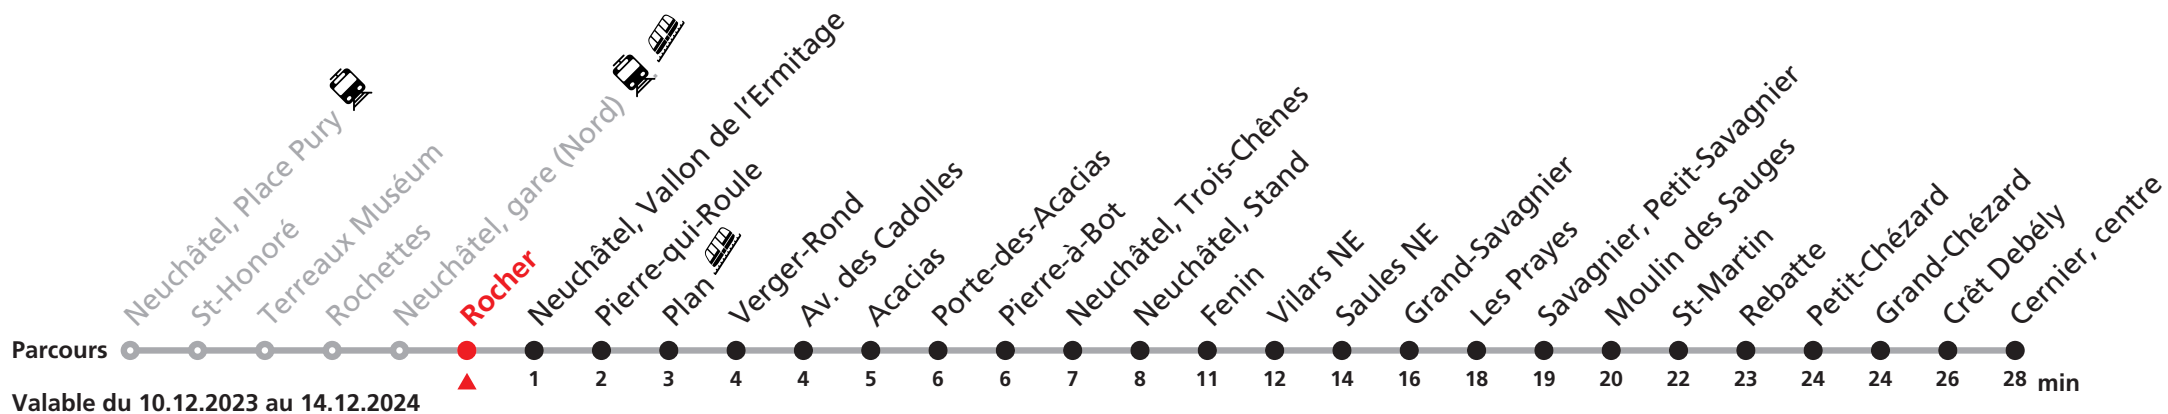 Neuchâtel, Place Pury
St-Honoré
Terreaux Muséum
Rochettes
Neuchâtel, gare (Nord)
Rocher
Neuchâtel, Vallon de l'Ermitage
Pierre-qui-Roule
Plan
Verger-Rond
Av. des Cadolles
Acacias
Porte-des-Acacias
Pierre-à-Bot
Neuchâtel, Trois-Chênes
Neuchâtel, Stand
Fenin
Vilars NE
Saules NE
Grand-Savagnier
Les Prayes
Savagnier, Petit-Savagnier
Moulin des Sauges
St-Martin
Rebatte
Petit-Chézard
Grand-Chézard
Crêt Debély
Cernier, centre
Parcours
1 2 3 4 4 5 6 6 7 8 11 12 14 16 18 19 20 22 23 24 24 26 28 min
Valable du 10.12.2023 au 14.12.2024